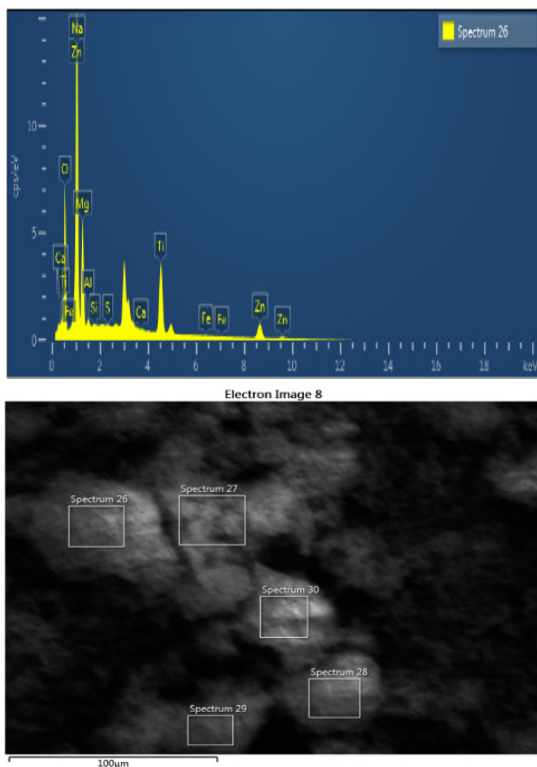 Spectrum 26
cps/eV
Na
Zn
10
O
Mg
5
Ca
Ti
Al
Ti
Fe
Si
S
Ca
Fe
Fe
Zn
Zn
0
0 2 4 6 8 10 12 14 16 18 20 keV
Electron Image 8
Spectrum 27
Spectrum 26
Spectrum 30
Spectrum 28
Spectrum 29
100µm